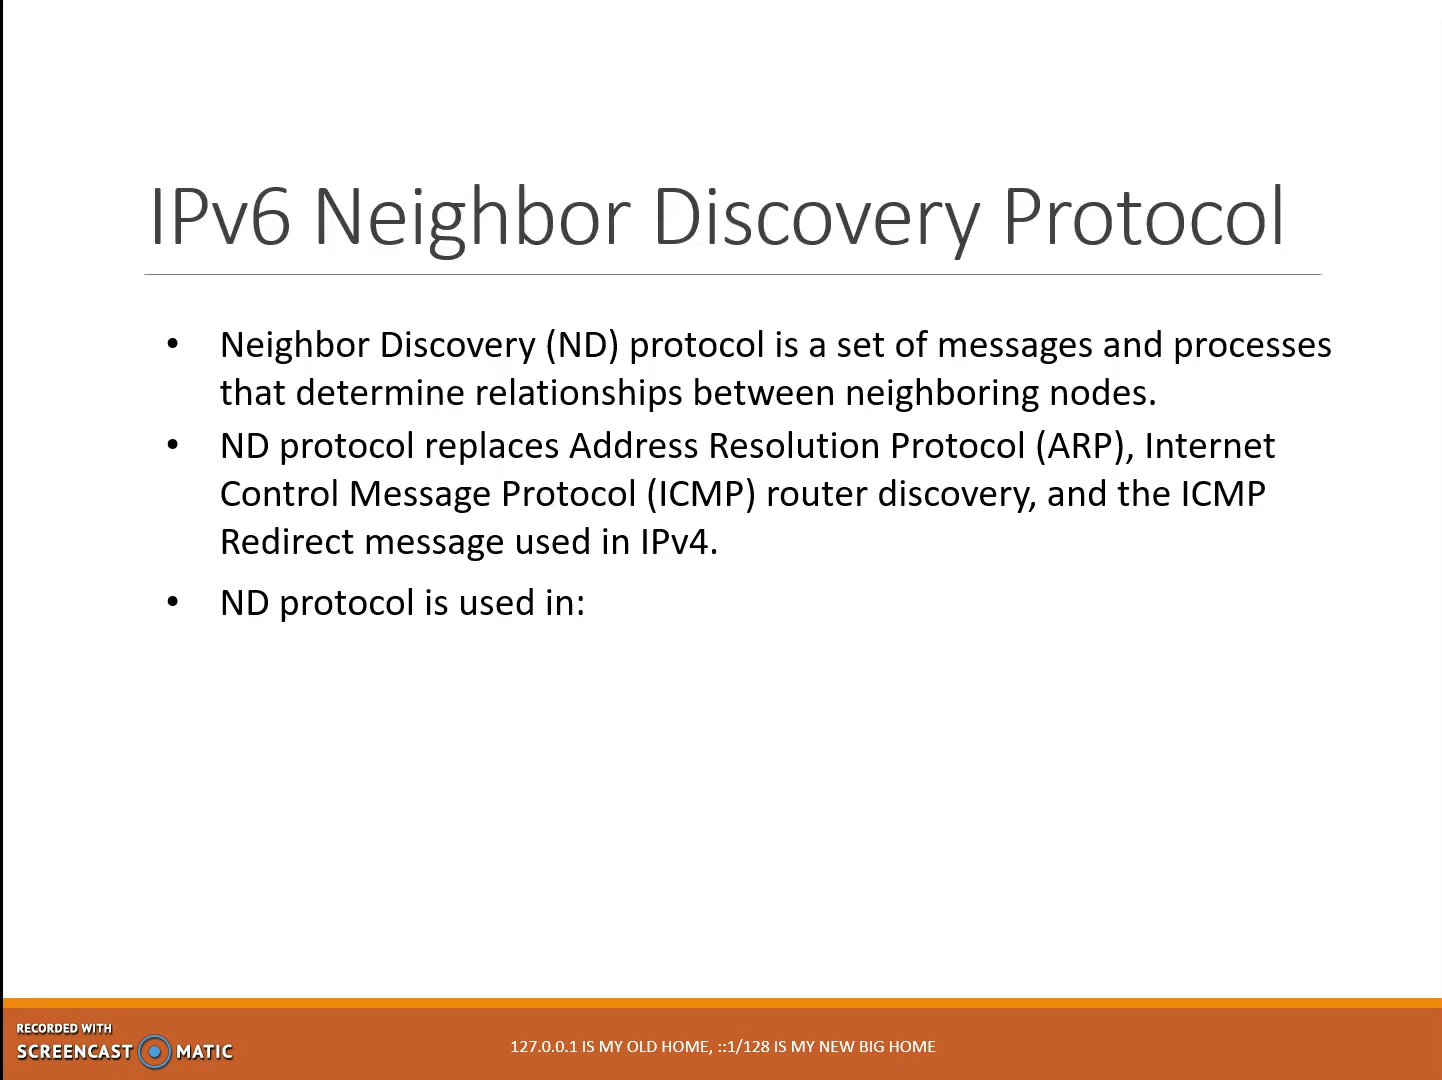 IPv6 Neighbor Discovery Protocol
• Neighbor Discovery (ND) protocol is a set of messages and processes
that determine relationships between neighboring nodes.
• ND protocol replaces Address Resolution Protocol (ARP), Internet
Control Message Protocol (ICMP) router discovery, and the ICMP
Redirect message used in IPv4.
• ND protocol is used in:
RECORDED WITH
SCREENCAST MATIC
127.0.0.1 IS MY OLD HOME, ::1/128 IS MY NEW BIG HOME